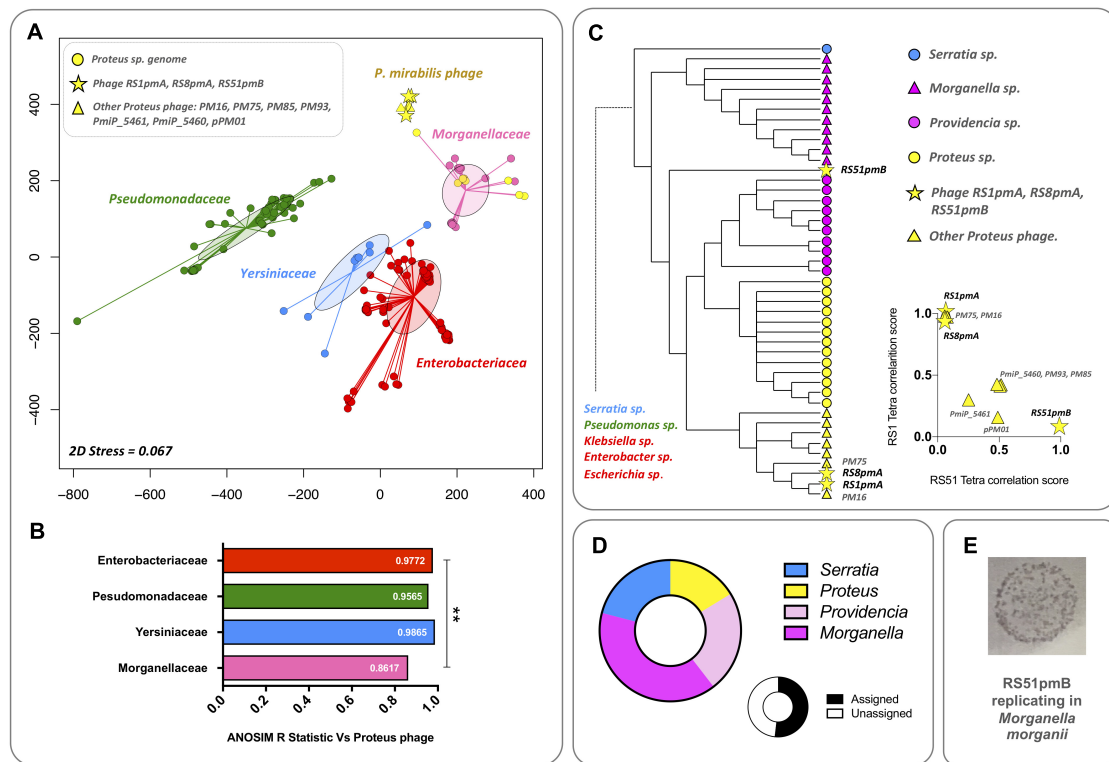 A
Proteus sp. genome
Phage RS1pmA, RS8pmA, RS51pmB
Other Proteus phage: PM16, PM75, PM85, PM93,
PmiP_5461, PmiP_5460, pPM01
P. mirabilis phage
Morganellaceae
Pseudomonadaceae
Yersiniaceae
Enterobacteriacea
2D Stress = 0.067
400
200
0
−200
−400
−800
−600
−400
−200
0
200
400
B
Enterobacteriaceae
0.9772
Pesudomonadaceae
0.9565
Yersiniaceae
0.9865
Morganellaceae
0.8617
**
0.0
0.2
0.4
0.6
0.8
1.0
ANOSIM R Statistic Vs Proteus phage
C
RS51pmB
PM75
RS8pmA
RS1pmA
PM16
Serratia sp.
Pseudomonas sp.
Klebsiella sp.
Enterobacter sp.
Escherichia sp.
Serratia sp.
Morganella sp.
Providencia sp.
Proteus sp.
Phage RS1pmA, RS8pmA,
RS51pmB
Other Proteus phage.
RS1 Tetra correlantion score
1.0
0.5
0.0
RS1pmA
PM75, PM16
RS8pmA
PmiP_5460, PM93, PM85
PmiP_5461
RS51pmB
pPM01
0.0
0.5
1.0
RS51 Tetra correlation score
D
Serratia
Proteus
Providencia
Morganella
Assigned
Unassigned
E
RS51pmB
replicating in
Morganella
morganii